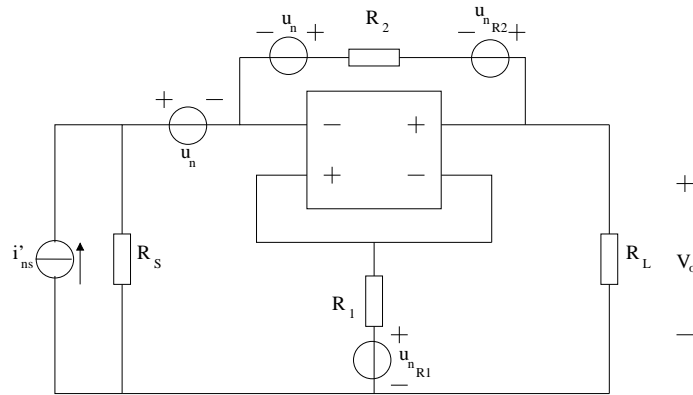 − u_n + R_2 − u_nR2 +
+ −
u_n
− +
+ −
i'_ns R_S R_1 R_L
+
V_o
−
+
u_nR1
−